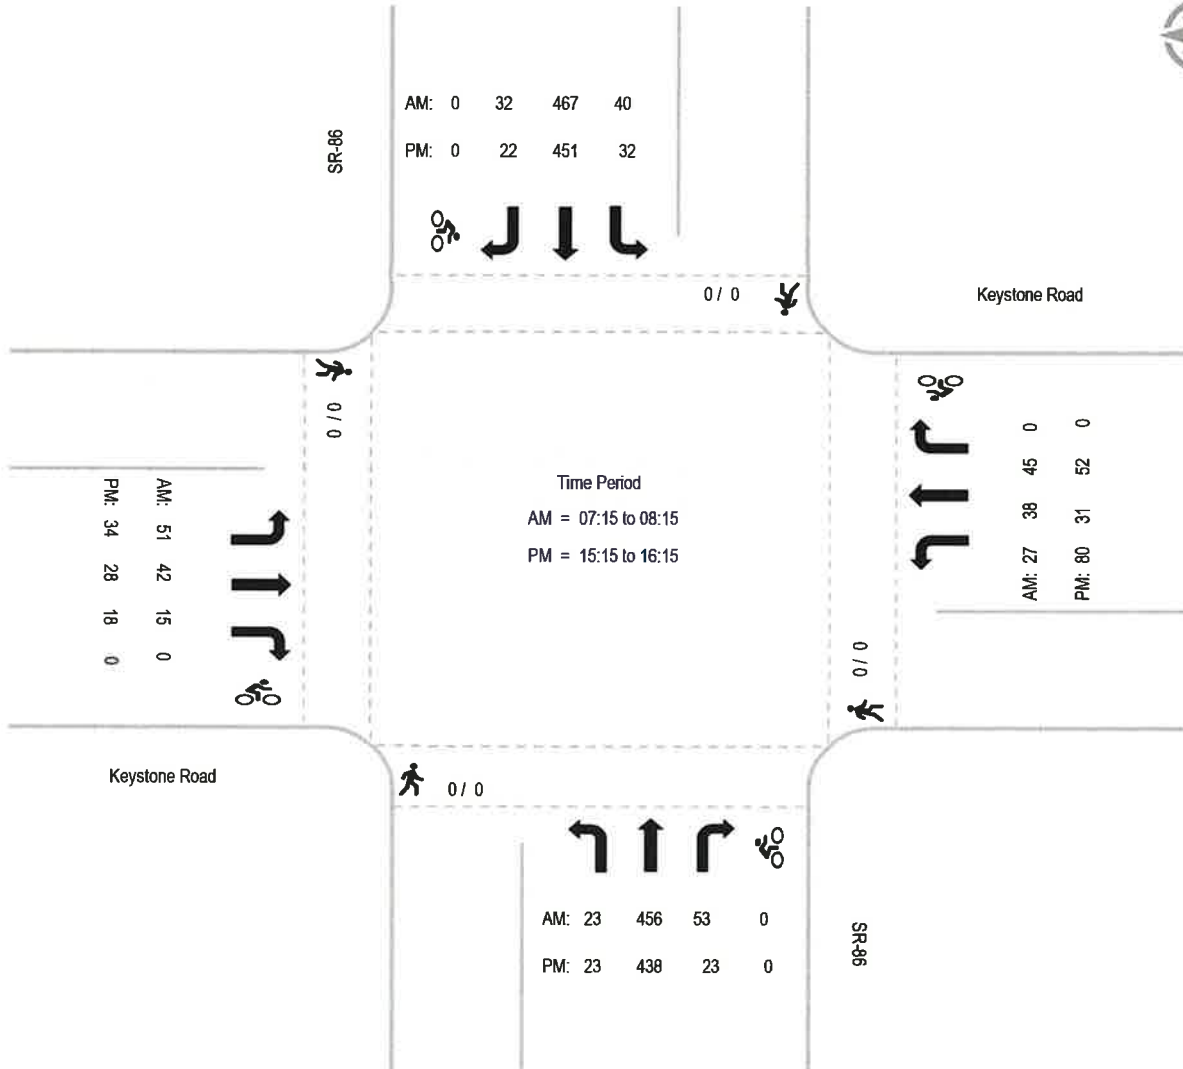 AM: 0 32 467 40
PM: 0 22 451 32
SR-86
0 / 0
Keystone Road
0 / 0
AM: 51 42 15 0
PM: 34 28 18 0
Time Period
AM = 07:15 to 08:15
PM = 15:15 to 16:15
AM: 27 38 45 0
PM: 80 31 52 0
0 / 0
Keystone Road
0 / 0
AM: 23 456 53 0
PM: 23 438 23 0
SR-86